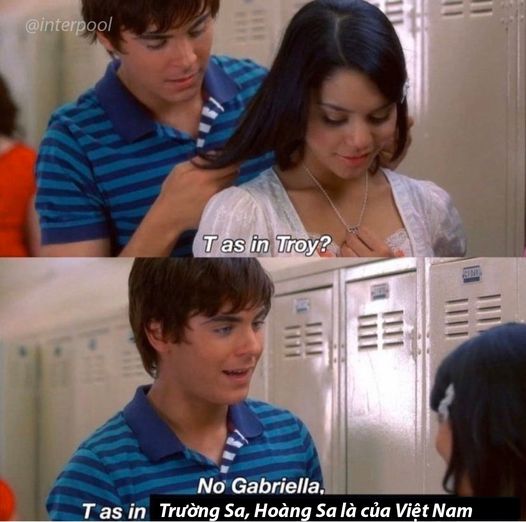 @interpool
T as in Troy?
No Gabriella,
T as in Trường Sa, Hoàng Sa là của Việt Nam